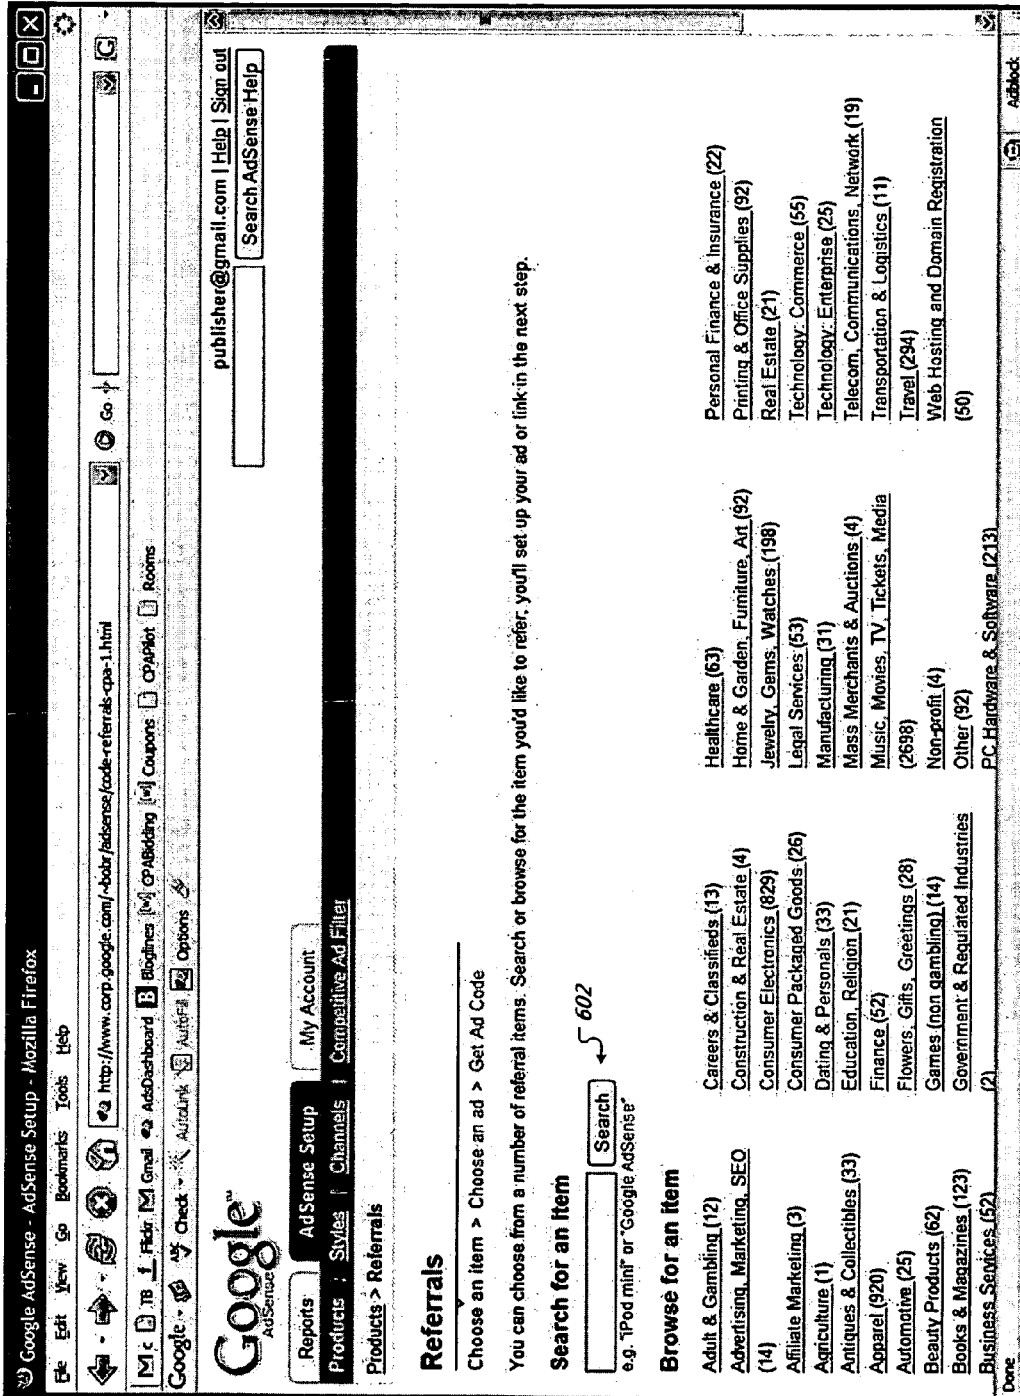 Google AdSense - AdSense Setup - Mozilla Firefox
File Edit View Go Bookmarks Tools Help
http://www.corp.google.com/~bobr/adsense/code-referrals-cpa-1.html Go G
M c TB f Flickr Gmail AdsDashboard B Bloglines CPABidding Coupons CPAPilot Rooms
Google Check AutoLink AutoFill Options
publisher@gmail.com | Help | Sign out
Search AdSense Help
Google™
AdSense
Reports AdSense Setup My Account
Products | Styles | Channels | Competitive Ad Filter
Products > Referrals
Referrals
Choose an item > Choose an ad > Get Ad Code
You can choose from a number of referral items. Search or browse for the item you'd like to refer; you'll set up your ad or link in the next step.
Search for an item
Search
602
e.g. "iPod mini" or "Google AdSense"
Browse for an item
Adult & Gambling (12)
Advertising, Marketing, SEO
(14)
Affiliate Marketing (3)
Agriculture (1)
Antiques & Collectibles (33)
Apparel (920)
Automotive (25)
Beauty Products (62)
Books & Magazines (123)
Business Services (52)
Careers & Classifieds (13)
Construction & Real Estate (4)
Consumer Electronics (829)
Consumer Packaged Goods (26)
Dating & Personals (33)
Education, Religion (21)
Finance (52)
Flowers, Gifts, Greetings (28)
Games (non gambling) (14)
Government & Regulated Industries
(2)
Healthcare (63)
Home & Garden, Furniture, Art (92)
Jewelry, Gems, Watches (198)
Legal Services (53)
Manufacturing (31)
Mass Merchants & Auctions (4)
Music, Movies, TV, Tickets, Media
(2698)
Non-profit (4)
Other (92)
PC Hardware & Software (213)
Personal Finance & Insurance (22)
Printing & Office Supplies (92)
Real Estate (21)
Technology: Commerce (55)
Technology: Enterprise (25)
Telecom, Communications, Network (19)
Transportation & Logistics (11)
Travel (294)
Web Hosting and Domain Registration
(50)
Done Adblock